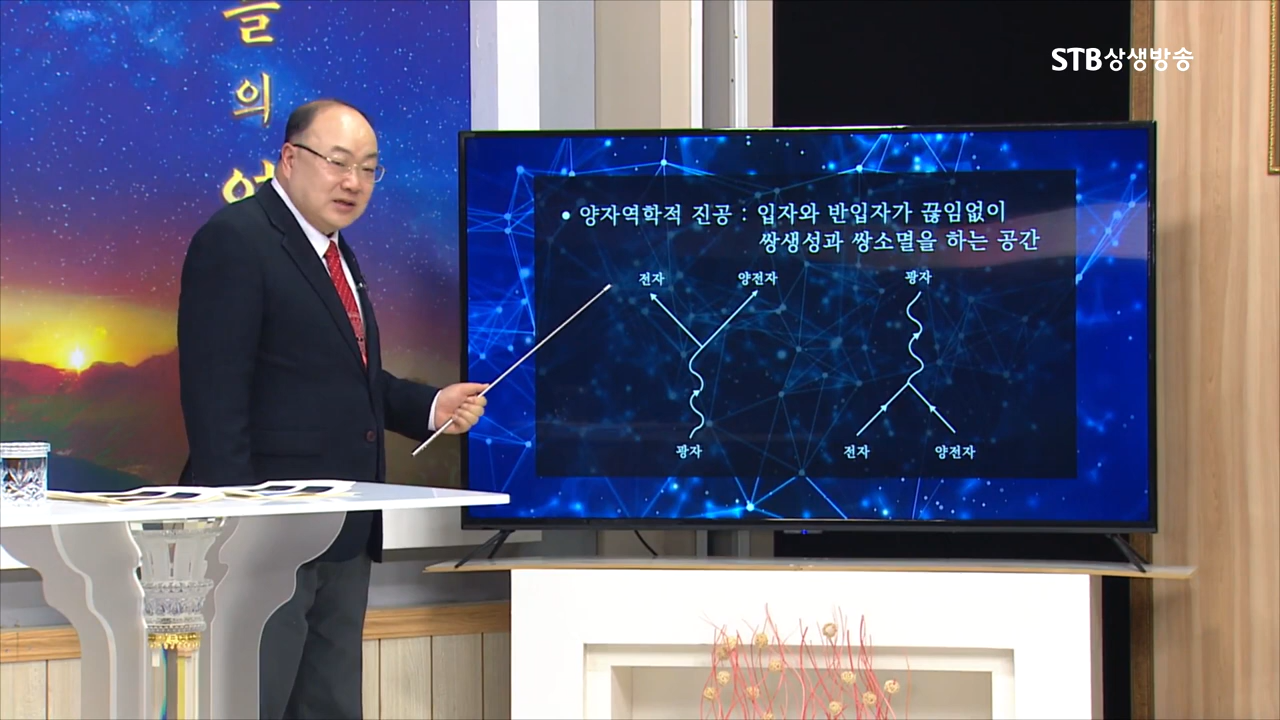 STB상생방송
의
• 양자역학적 진공 : 입자와 반입자가 끊임없이
쌍생성과 쌍소멸을 하는 공간
전자 양전자 광자
광자 전자 양전자